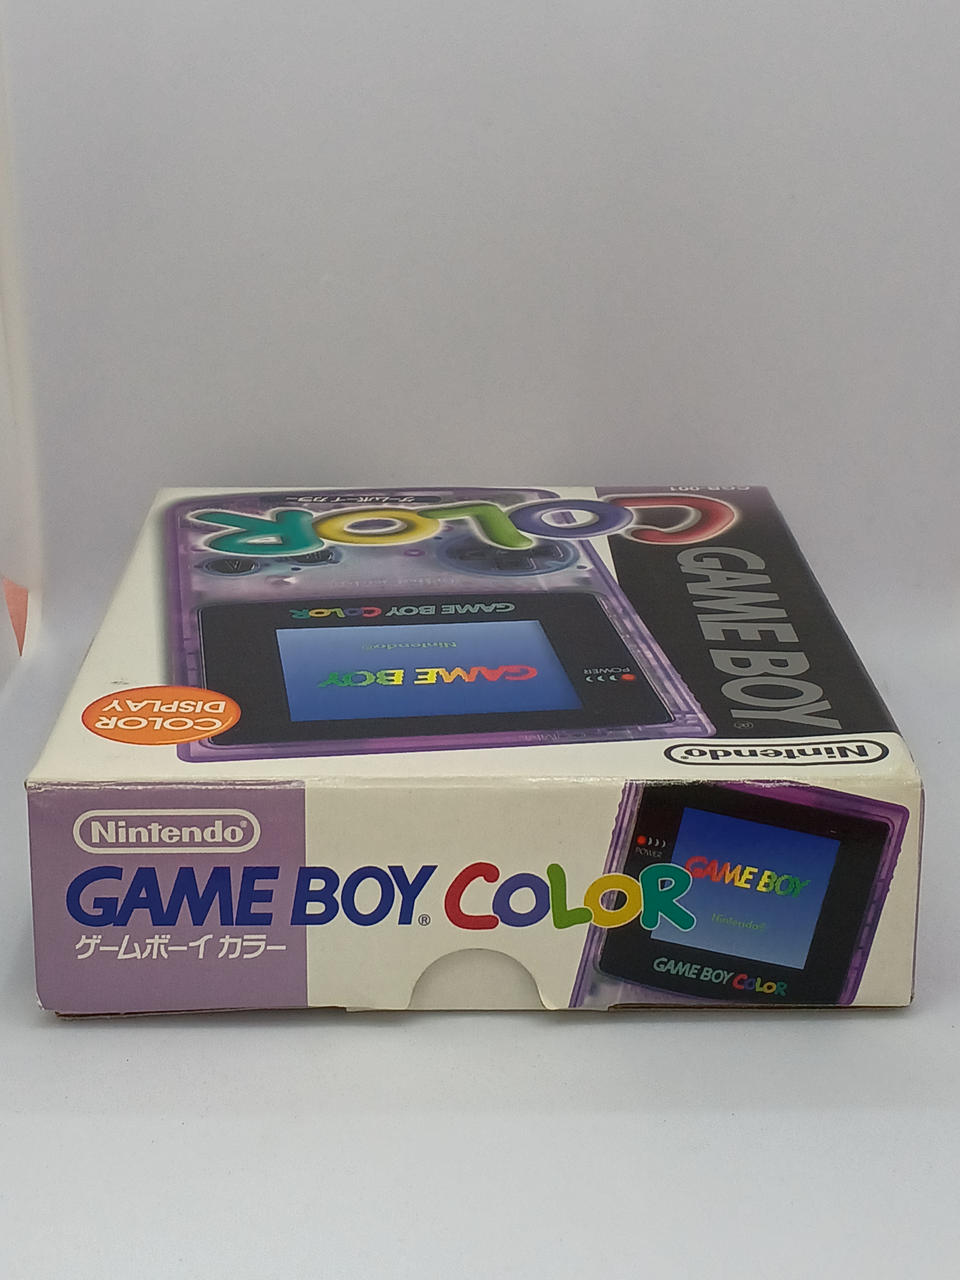 CGB-001
COLOR
GAME BOY®
ゲームボーイカラー
GAME BOY COLOR
Nintendo®
GAME BOY
POWER
COLOR
DISPLAY
Nintendo®
Nintendo®
GAME BOY® COLOR
ゲームボーイ カラー
POWER
GAME BOY
Nintendo®
GAME BOY COLOR